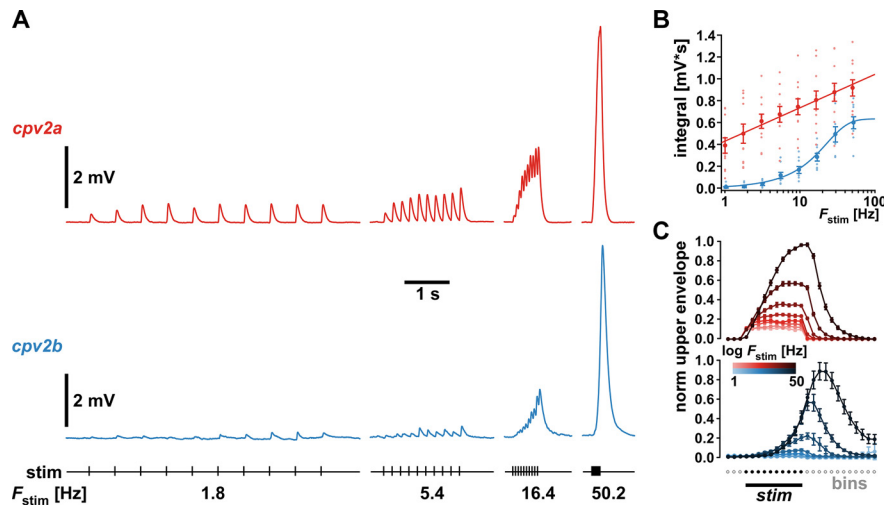 A
cpv2a
2 mV
1 s
cpv2b
2 mV
stim
Fstim [Hz]
1.8
5.4
16.4
50.2
B
integral [mV*s]
1.4
1.2
1.0
0.8
0.6
0.4
0.2
0.0
1
10
100
Fstim [Hz]
C
norm upper envelope
1.0
0.8
0.6
0.4
0.2
0.0
log Fstim [Hz]
1
50
1.0
0.8
0.6
0.4
0.2
0.0
bins
stim